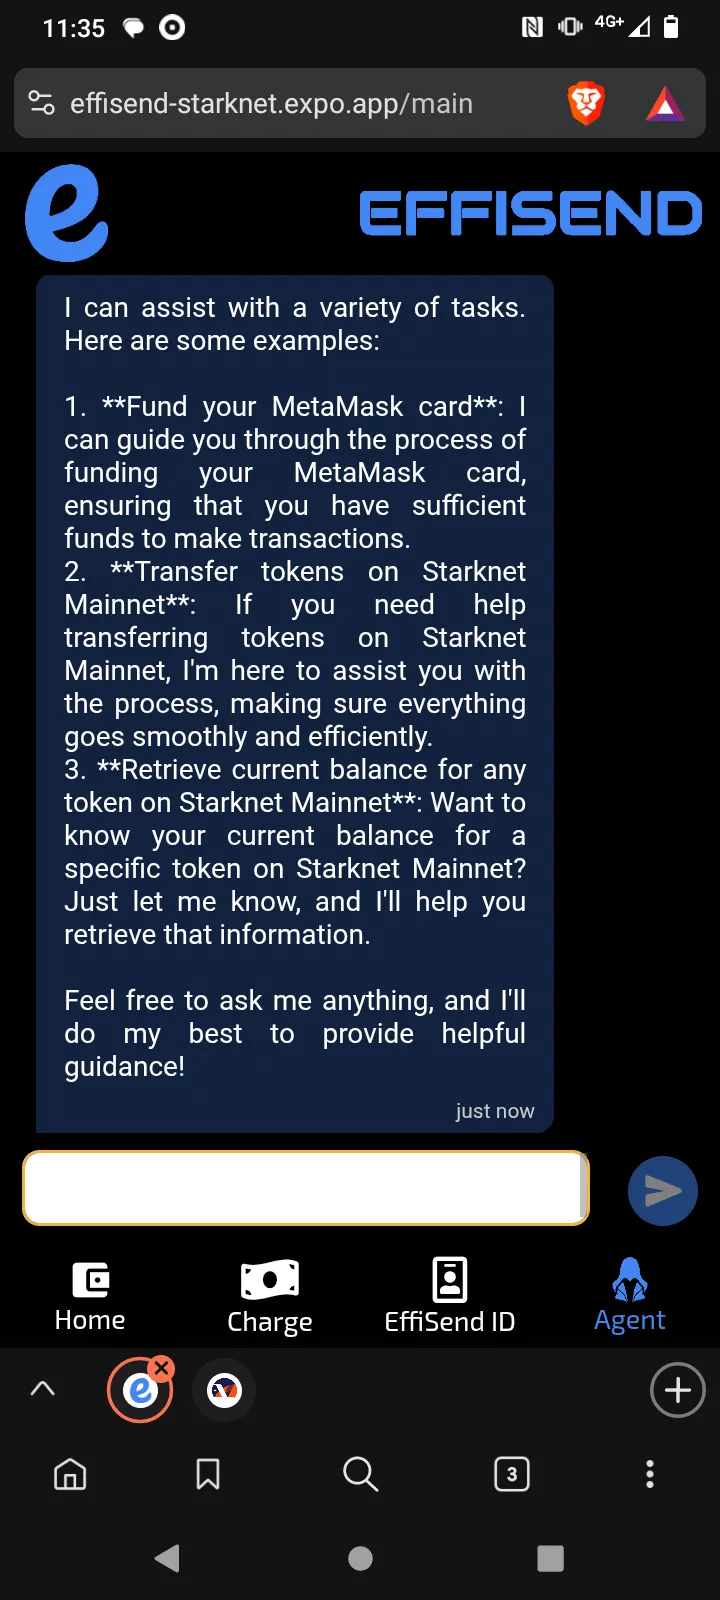 11:35
4G+
effisend-starknet.expo.app/main
e
EFFISEND
I can assist with a variety of tasks.
Here are some examples:
1. **Fund your MetaMask card**: I
can guide you through the process of
funding your MetaMask card,
ensuring that you have sufficient
funds to make transactions.
2. **Transfer tokens on Starknet
Mainnet**: If you need help
transferring tokens on Starknet
Mainnet, I'm here to assist you with
the process, making sure everything
goes smoothly and efficiently.
3. **Retrieve current balance for any
token on Starknet Mainnet**: Want to
know your current balance for a
specific token on Starknet Mainnet?
Just let me know, and I'll help you
retrieve that information.
Feel free to ask me anything, and I'll
do my best to provide helpful
guidance!
just now
Home
Charge
EffiSend ID
Agent
e
3